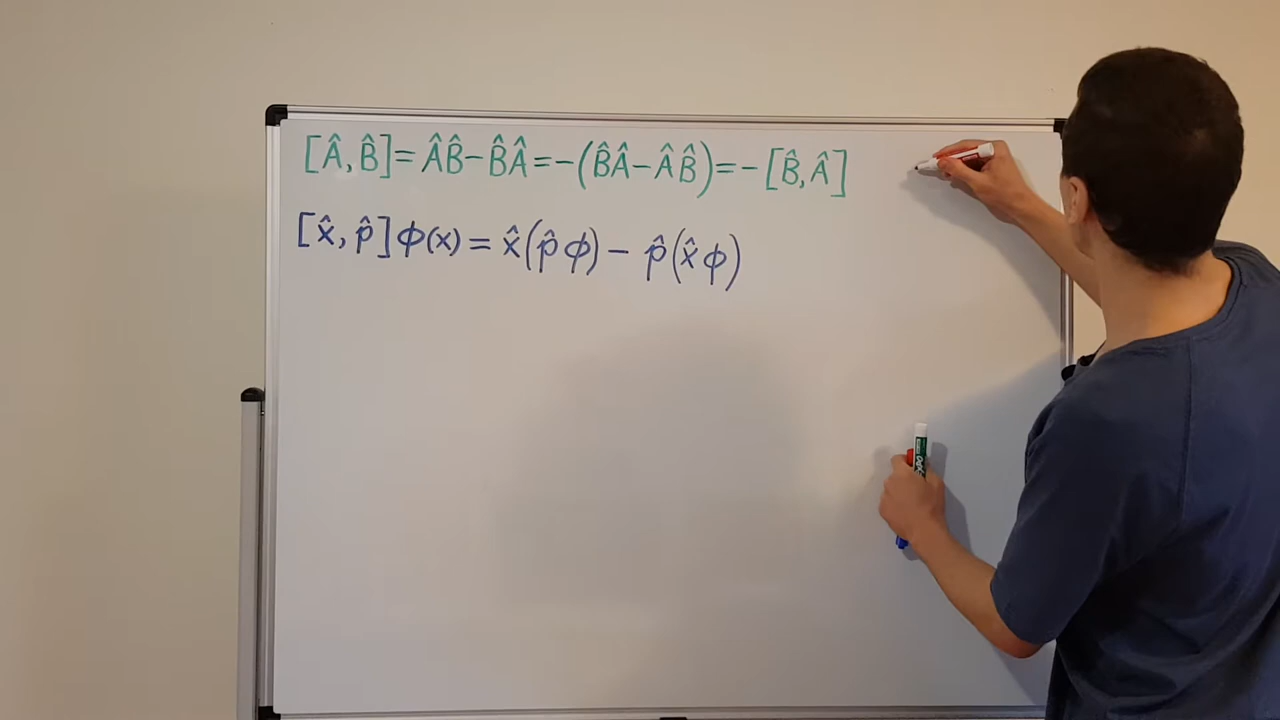 [Â, B̂] = ÂB̂ − B̂Â = −(B̂Â − ÂB̂) = −[B̂, Â]
[x̂, p̂]ϕ(x) = x̂(p̂ϕ) − p̂(x̂ϕ)